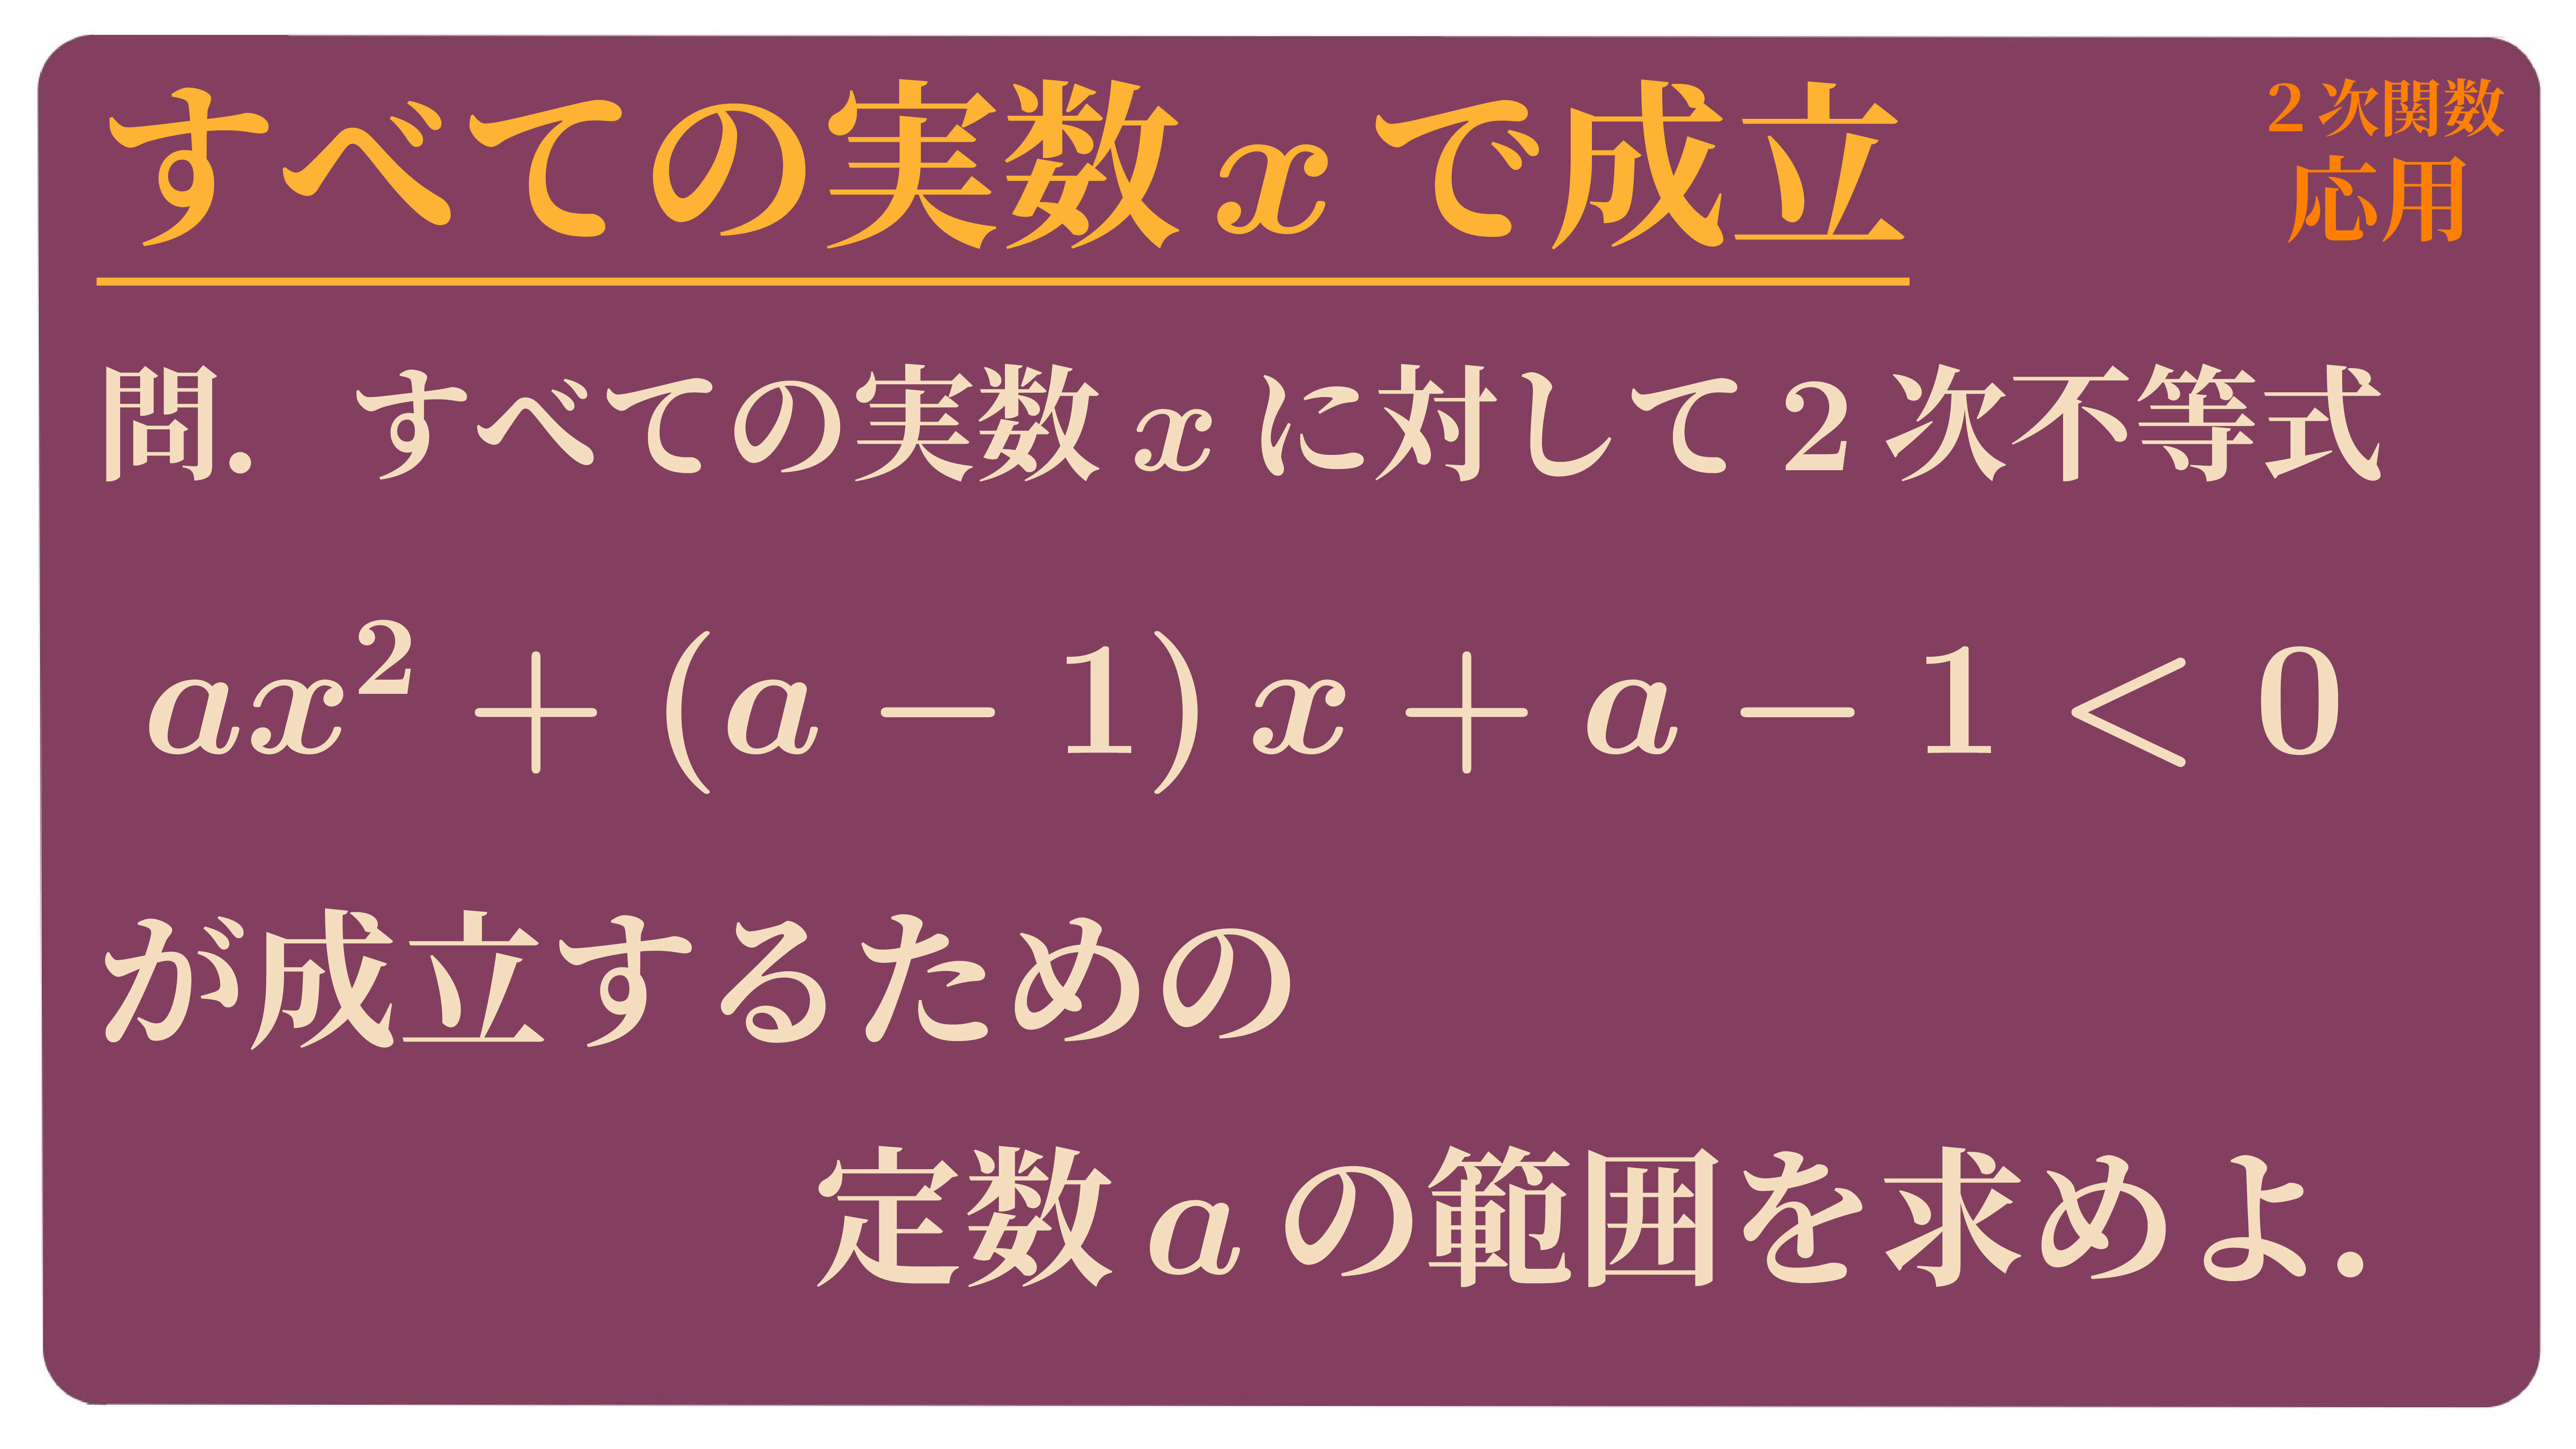 すべての実数 x で成立
2 次関数
応用
問. すべての実数 x に対して 2 次不等式
ax² + (a − 1) x + a − 1 < 0
が成立するための
定数 a の範囲を求めよ.